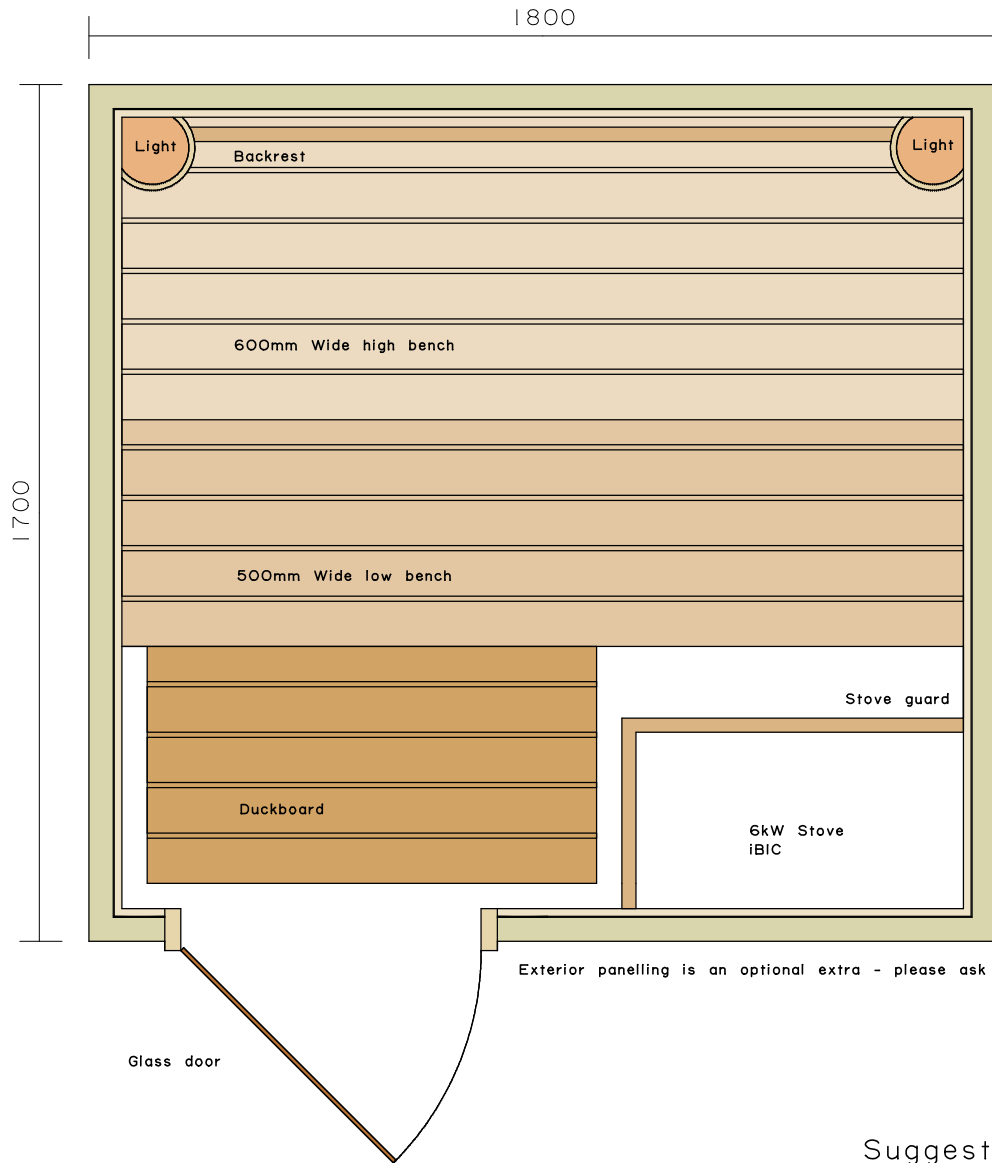 1800
Light
Light
Backrest
600mm Wide high bench
1700
500mm Wide low bench
Stove guard
Duckboard
6kW Stove
iBIC
Exterior panelling is an optional extra - please ask
Glass door
Suggest